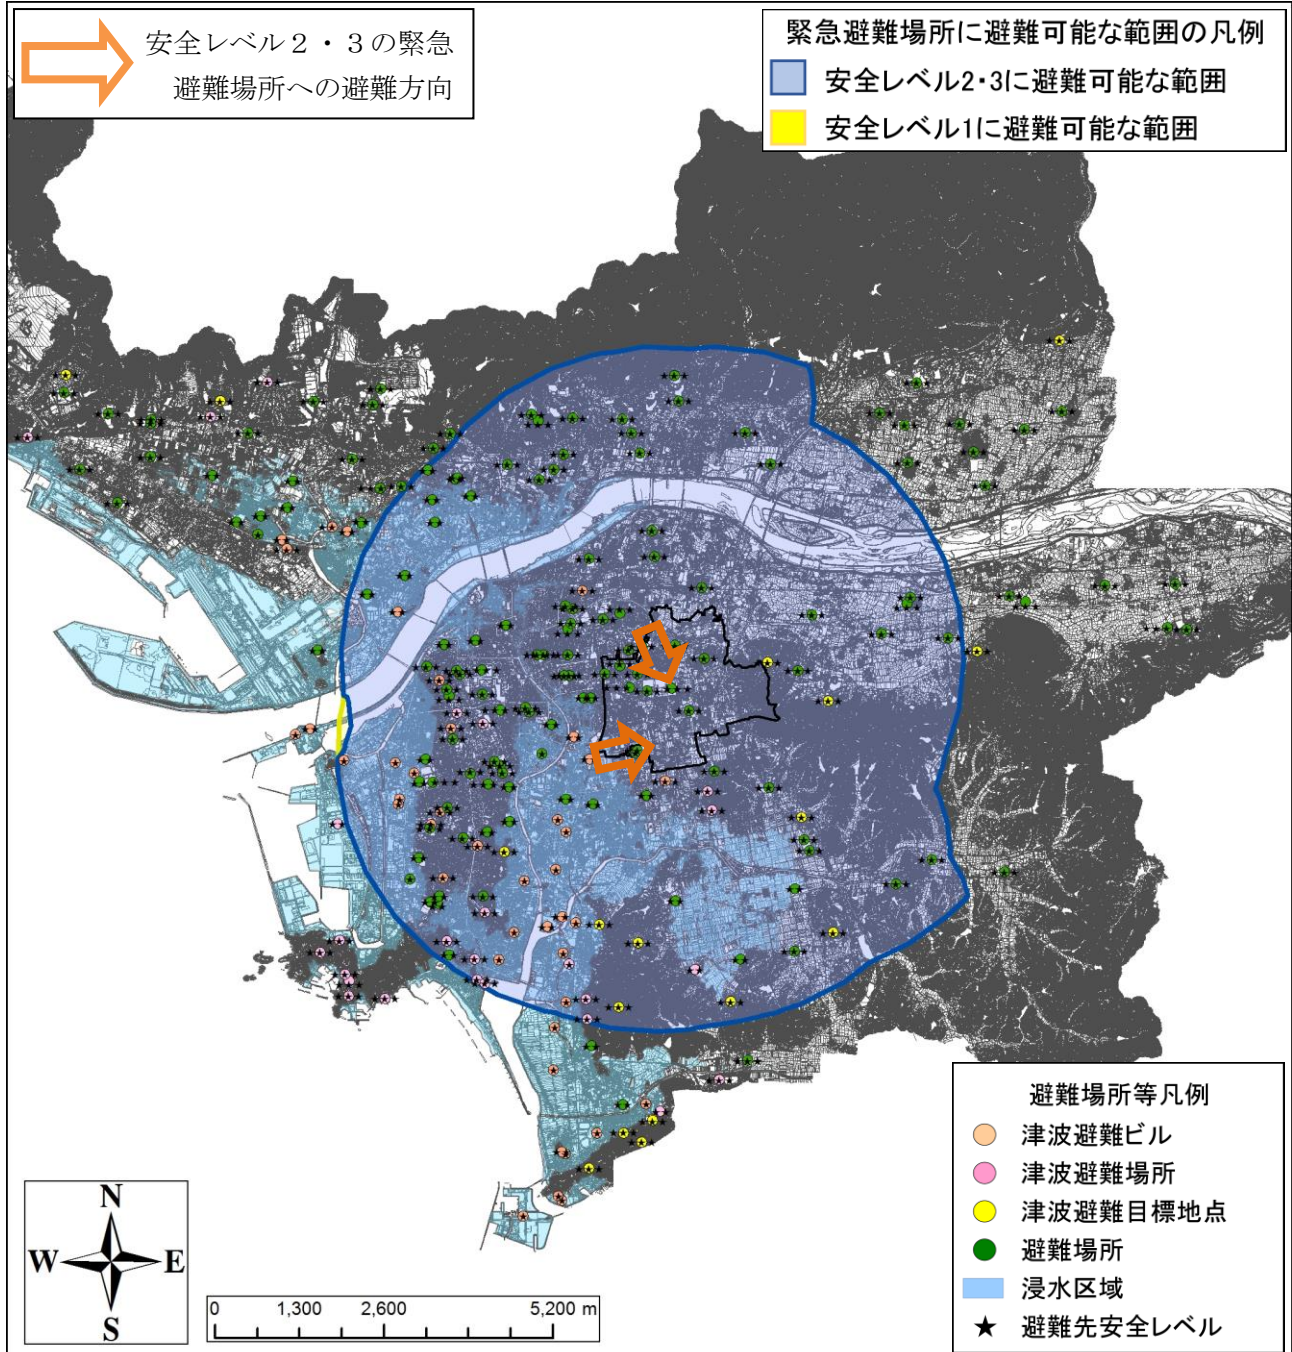 安全レベル２・３の緊急
避難場所への避難方向
緊急避難場所に避難可能な範囲の凡例
安全レベル2・3に避難可能な範囲
安全レベル1に避難可能な範囲
避難場所等凡例
津波避難ビル
津波避難場所
津波避難目標地点
避難場所
浸水区域
★ 避難先安全レベル
N
W E
S
0 1,300 2,600 5,200 m